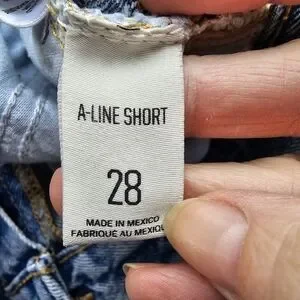 A-LINE SHORT
28
MADE IN MEXICO
FABRIQUÉ AU MEXIQUE